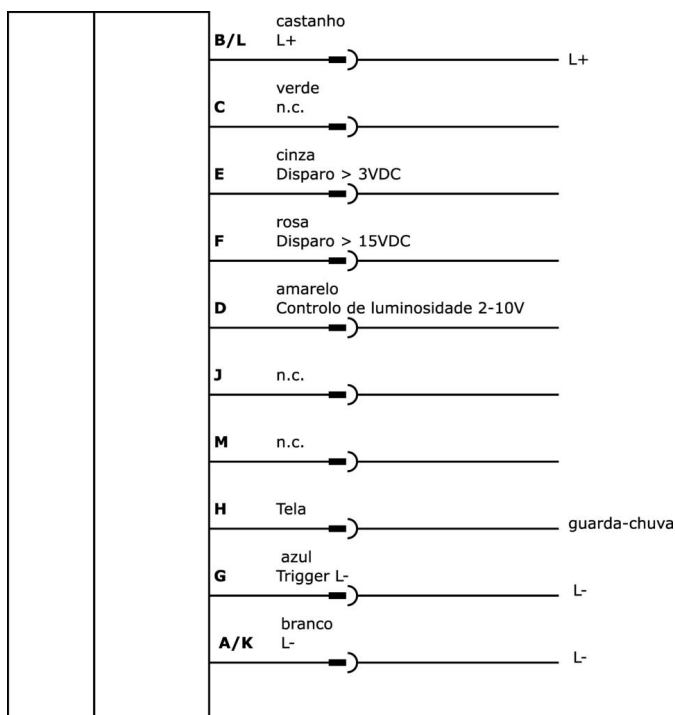 castanho
B/L L+
L+
verde
C n.c.
cinza
E Disparo > 3VDC
rosa
F Disparo > 15VDC
amarelo
D Controlo de luminosidade 2-10V
J n.c.
M n.c.
H Tela
guarda-chuva
azul
G Trigger L-
L-
branco
A/K L-
L-